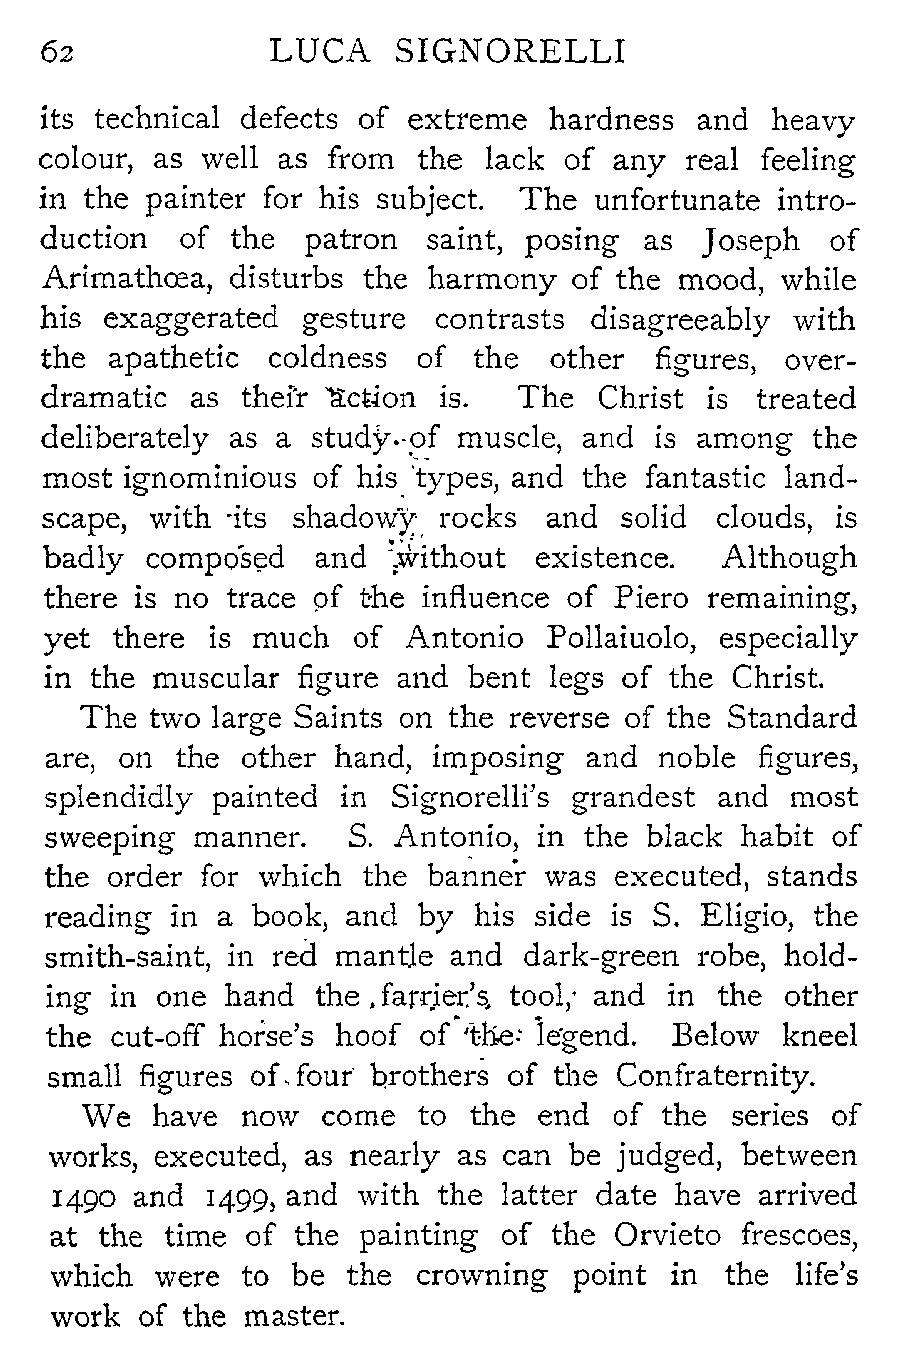 62 LUCA SIGNORELLI
its technical defects of extreme hardness and heavy
colour, as well as from the lack of any real feeling
in the painter for his subject. The unfortunate intro-
duction of the patron saint, posing as Joseph of
Arimathœa, disturbs the harmony of the mood, while
his exaggerated gesture contrasts disagreeably with
the apathetic coldness of the other figures, over-
dramatic as their action is. The Christ is treated
deliberately as a study of muscle, and is among the
most ignominious of his types, and the fantastic land-
scape, with its shadowy rocks and solid clouds, is
badly composed and without existence. Although
there is no trace of the influence of Piero remaining,
yet there is much of Antonio Pollaiuolo, especially
in the muscular figure and bent legs of the Christ.
The two large Saints on the reverse of the Standard
are, on the other hand, imposing and noble figures,
splendidly painted in Signorelli's grandest and most
sweeping manner. S. Antonio, in the black habit of
the order for which the banner was executed, stands
reading in a book, and by his side is S. Eligio, the
smith-saint, in red mantle and dark-green robe, hold-
ing in one hand the farrier's tool, and in the other
the cut-off horse's hoof of the legend. Below kneel
small figures of four brothers of the Confraternity.
We have now come to the end of the series of
works, executed, as nearly as can be judged, between
1490 and 1499, and with the latter date have arrived
at the time of the painting of the Orvieto frescoes,
which were to be the crowning point in the life's
work of the master.